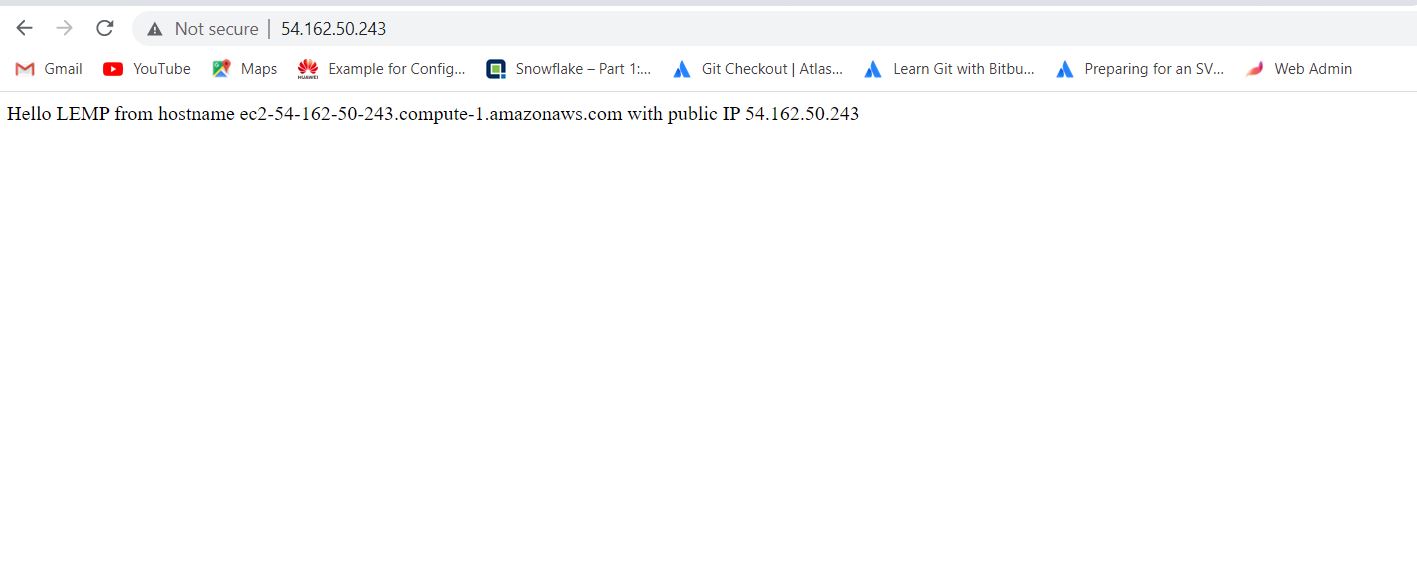 Not secure | 54.162.50.243
Gmail YouTube Maps HUAWEI Example for Config... Snowflake – Part 1:... Git Checkout | Atlas... Learn Git with Bitbu... Preparing for an SV... Web Admin
Hello LEMP from hostname ec2-54-162-50-243.compute-1.amazonaws.com with public IP 54.162.50.243